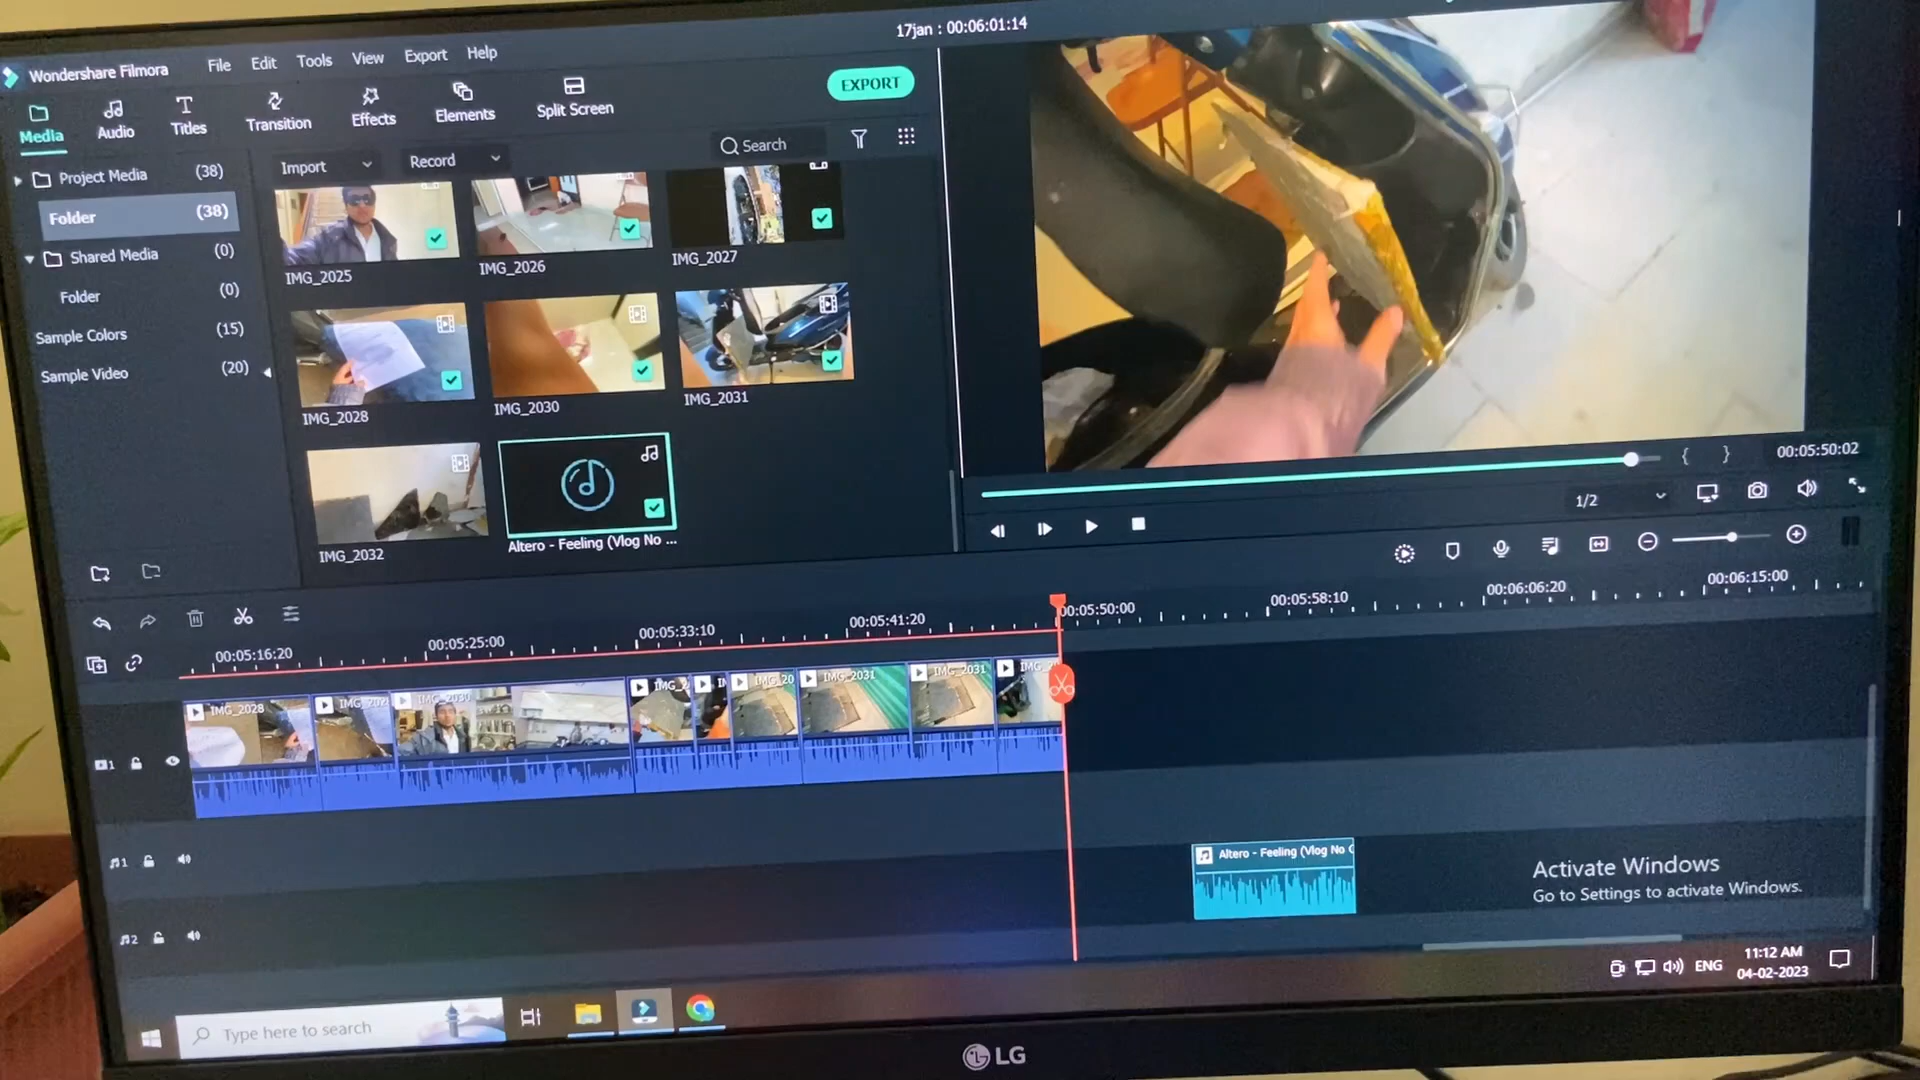 17jan : 00:06:01:14
Wondershare Filmora File Edit Tools View Export Help
Media Audio Titles Transition Effects Elements Split Screen
EXPORT
Import Record Search
Project Media (38)
Folder (38)
Shared Media (0)
Folder (0)
Sample Colors (15)
Sample Video (20)
IMG_2025 IMG_2026 IMG_2027
IMG_2028 IMG_2030 IMG_2031
IMG_2032 Altero - Feeling (Vlog No ...
00:05:50:02
1/2
00:05:16:20 00:05:25:00 00:05:33:10 00:05:41:20 00:05:50:00 00:05:58:10 00:06:06:20 00:06:15:00
IMG_2028 IMG_2030 IMG_20 IMG_2031 IMG_2031
1
1
2
Altero - Feeling (Vlog No
Activate Windows
Go to Settings to activate Windows.
ENG 11:12 AM
04-02-2023
Type here to search
LG